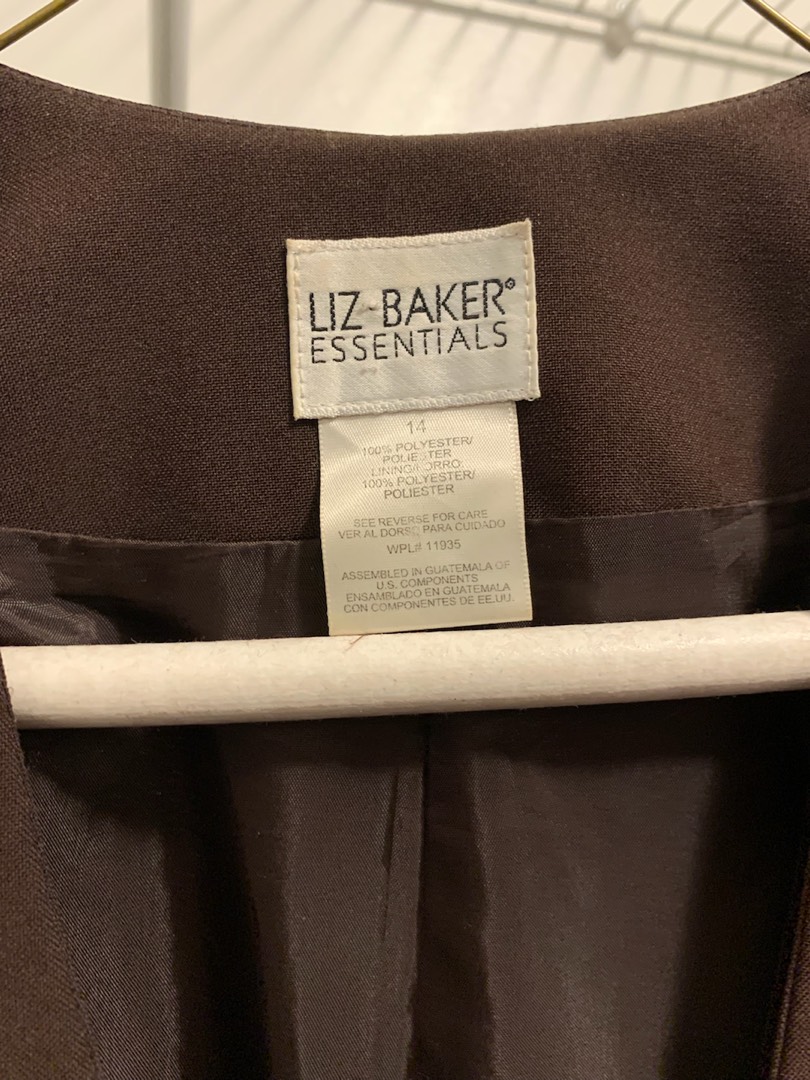 LIZ BAKER®
ESSENTIALS
14
100% POLYESTER/
POLIESTER
LINING/FORRO
100% POLYESTER/
POLIESTER
SEE REVERSE FOR CARE
VER AL DORSO PARA CUIDADO
WPL# 11935
ASSEMBLED IN GUATEMALA OF
U.S. COMPONENTS
ENSAMBLADO EN GUATEMALA
CON COMPONENTES DE EE.UU.